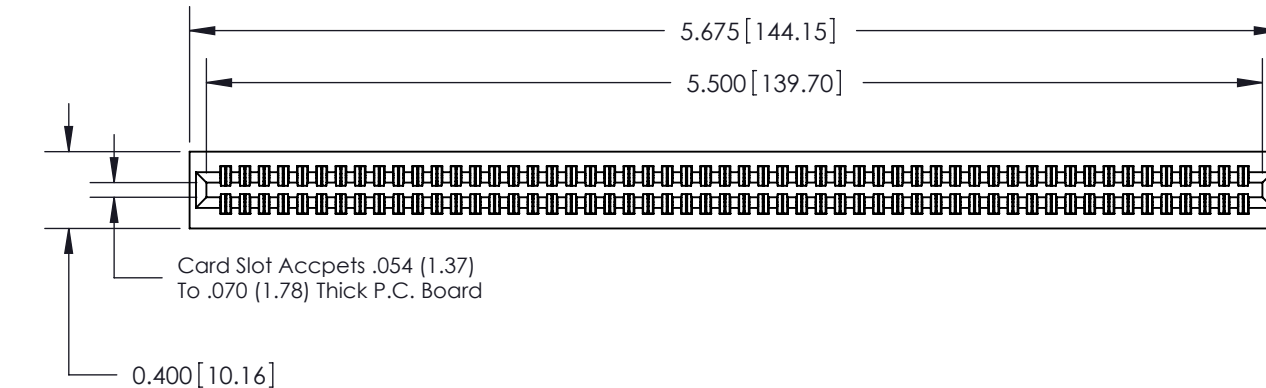 5.675[144.15]
5.500[139.70]
Card Slot Accpets .054 (1.37)
To .070 (1.78) Thick P.C. Board
0.400[10.16]